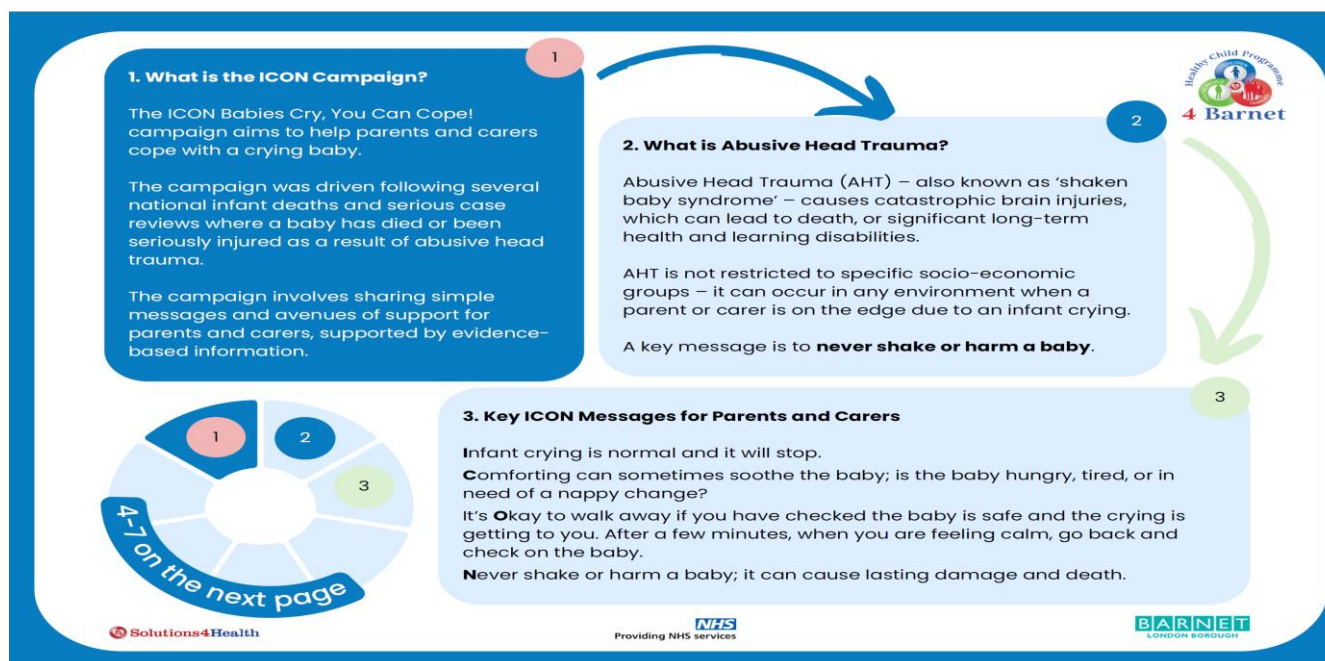 1
1. What is the ICON Campaign?
The ICON Babies Cry, You Can Cope!
campaign aims to help parents and carers
cope with a crying baby.
The campaign was driven following several
national infant deaths and serious case
reviews where a baby has died or been
seriously injured as a result of abusive head
trauma.
The campaign involves sharing simple
messages and avenues of support for
parents and carers, supported by evidence-
based information.
Healthy Child Programme
4 Barnet
2
2. What is Abusive Head Trauma?
Abusive Head Trauma (AHT) – also known as ‘shaken
baby syndrome’ – causes catastrophic brain injuries,
which can lead to death, or significant long-term
health and learning disabilities.
AHT is not restricted to specific socio-economic
groups – it can occur in any environment when a
parent or carer is on the edge due to an infant crying.
A key message is to never shake or harm a baby.
3
3. Key ICON Messages for Parents and Carers
Infant crying is normal and it will stop.
Comforting can sometimes soothe the baby; is the baby hungry, tired, or in
need of a nappy change?
It’s Okay to walk away if you have checked the baby is safe and the crying is
getting to you. After a few minutes, when you are feeling calm, go back and
check on the baby.
Never shake or harm a baby; it can cause lasting damage and death.
1
2
3
4-7 on the next page
Solutions4Health
NHS
Providing NHS services
BARNET
LONDON BOROUGH